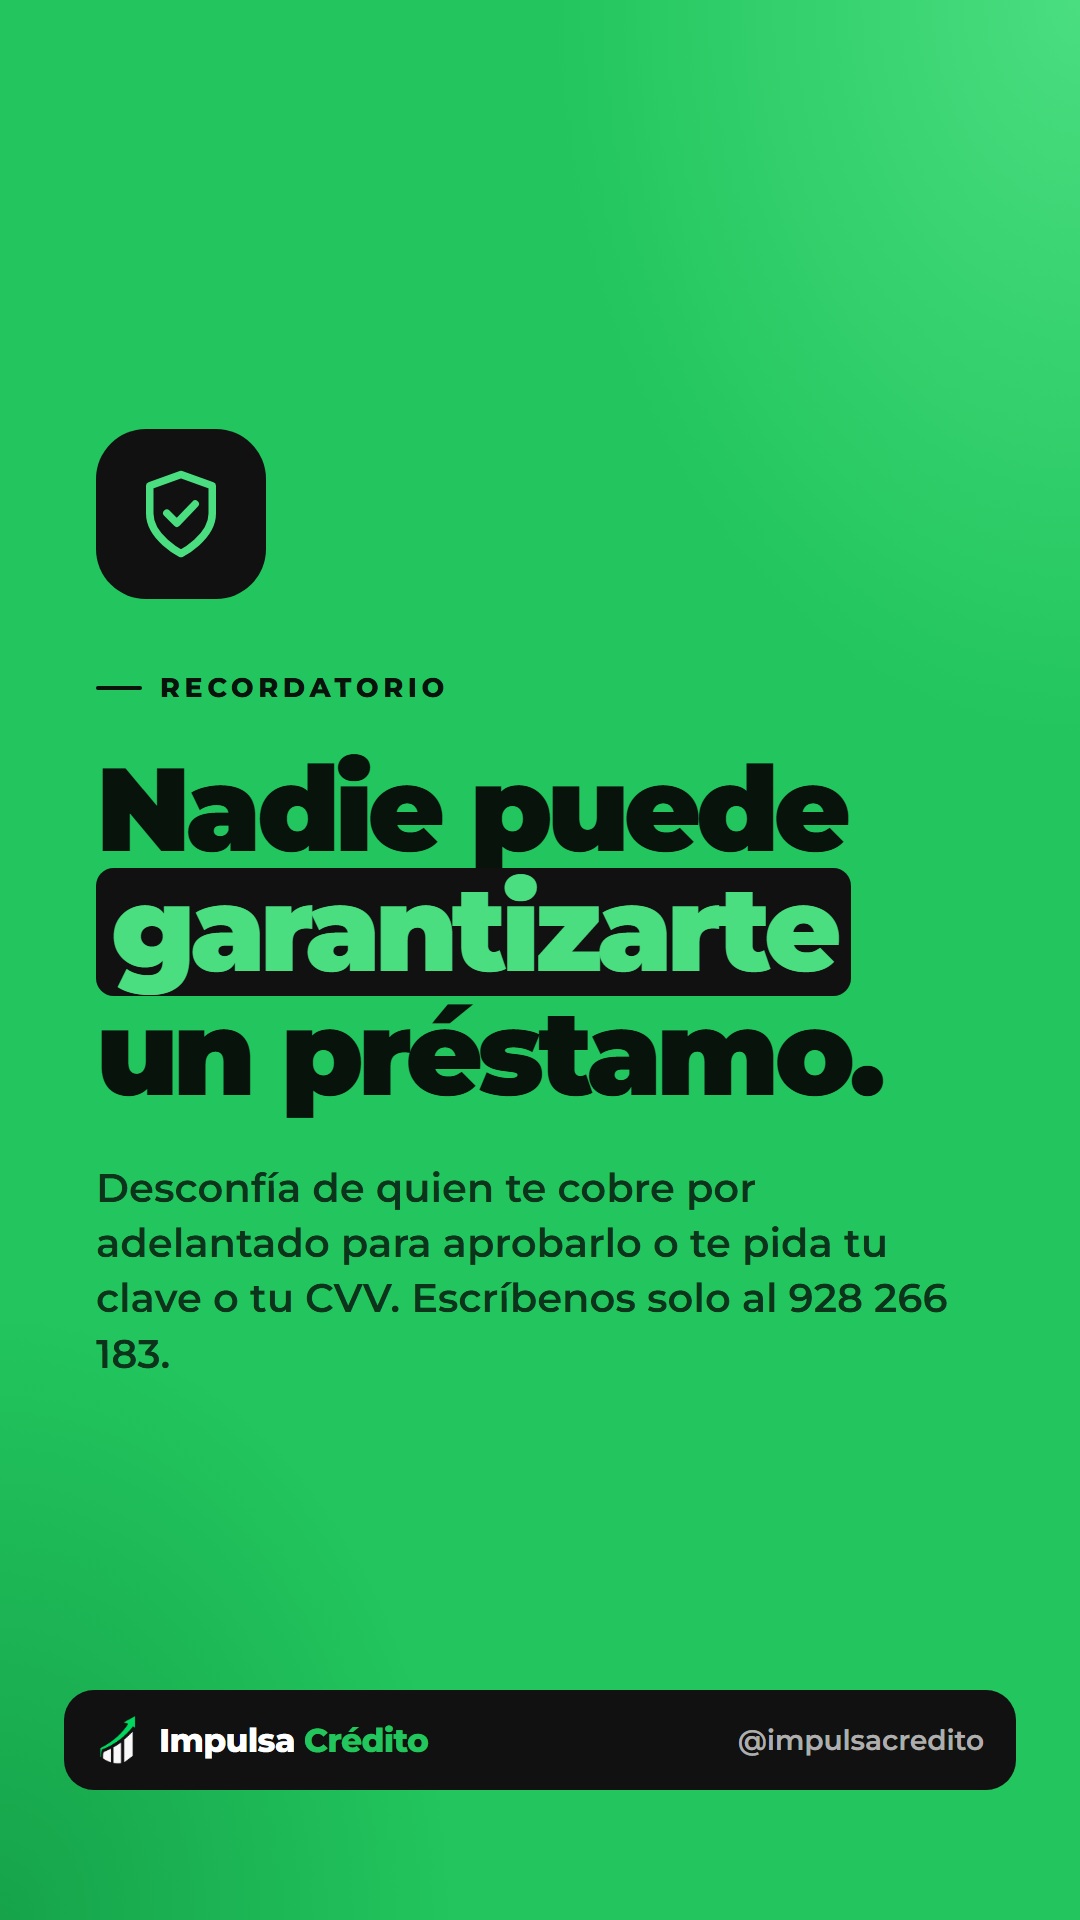 RECORDATORIO
Nadie puede
garantizarte
un préstamo.
Desconfía de quien te cobre por
adelantado para aprobarlo o te pida tu
clave o tu CVV. Escríbenos solo al 928 266
183.
Impulsa Crédito
@impulsacredito